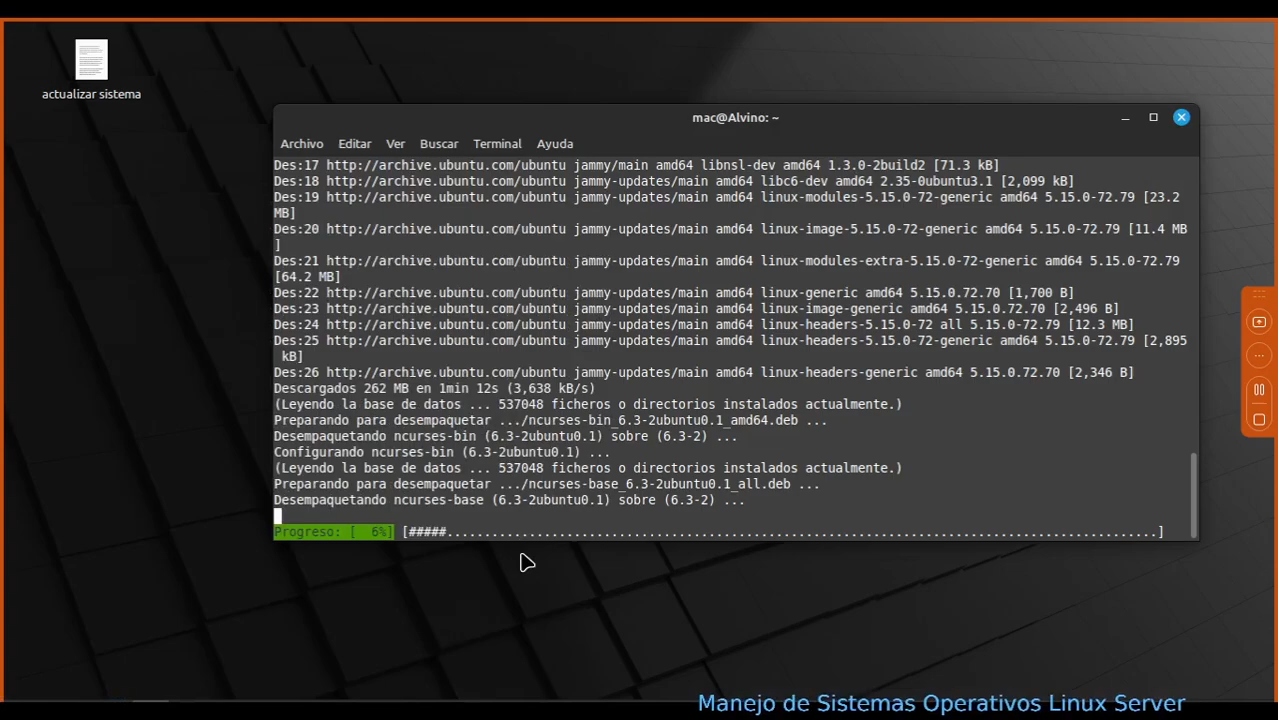 actualizar sistema
mac@Alvino: ~
Archivo Editar Ver Buscar Terminal Ayuda
Des:17 http://archive.ubuntu.com/ubuntu jammy/main amd64 libnsl-dev amd64 1.3.0-2build2 [71.3 kB]
Des:18 http://archive.ubuntu.com/ubuntu jammy-updates/main amd64 libc6-dev amd64 2.35-0ubuntu3.1 [2,099 kB]
Des:19 http://archive.ubuntu.com/ubuntu jammy-updates/main amd64 linux-modules-5.15.0-72-generic amd64 5.15.0-72.79 [23.2
MB]
Des:20 http://archive.ubuntu.com/ubuntu jammy-updates/main amd64 linux-image-5.15.0-72-generic amd64 5.15.0-72.79 [11.4 MB
]
Des:21 http://archive.ubuntu.com/ubuntu jammy-updates/main amd64 linux-modules-extra-5.15.0-72-generic amd64 5.15.0-72.79
[64.2 MB]
Des:22 http://archive.ubuntu.com/ubuntu jammy-updates/main amd64 linux-generic amd64 5.15.0.72.70 [1,700 B]
Des:23 http://archive.ubuntu.com/ubuntu jammy-updates/main amd64 linux-image-generic amd64 5.15.0.72.70 [2,496 B]
Des:24 http://archive.ubuntu.com/ubuntu jammy-updates/main amd64 linux-headers-5.15.0-72 all 5.15.0-72.79 [12.3 MB]
Des:25 http://archive.ubuntu.com/ubuntu jammy-updates/main amd64 linux-headers-5.15.0-72-generic amd64 5.15.0-72.79 [2,895
kB]
Des:26 http://archive.ubuntu.com/ubuntu jammy-updates/main amd64 linux-headers-generic amd64 5.15.0.72.70 [2,346 B]
Descargados 262 MB en 1min 12s (3,638 kB/s)
(Leyendo la base de datos ... 537048 ficheros o directorios instalados actualmente.)
Preparando para desempaquetar .../ncurses-bin_6.3-2ubuntu0.1_amd64.deb ...
Desempaquetando ncurses-bin (6.3-2ubuntu0.1) sobre (6.3-2) ...
Configurando ncurses-bin (6.3-2ubuntu0.1) ...
(Leyendo la base de datos ... 537048 ficheros o directorios instalados actualmente.)
Preparando para desempaquetar .../ncurses-base_6.3-2ubuntu0.1_all.deb ...
Desempaquetando ncurses-base (6.3-2ubuntu0.1) sobre (6.3-2) ...
Progreso: [  6%] [#####...............................................................................................]
Manejo de Sistemas Operativos Linux Server